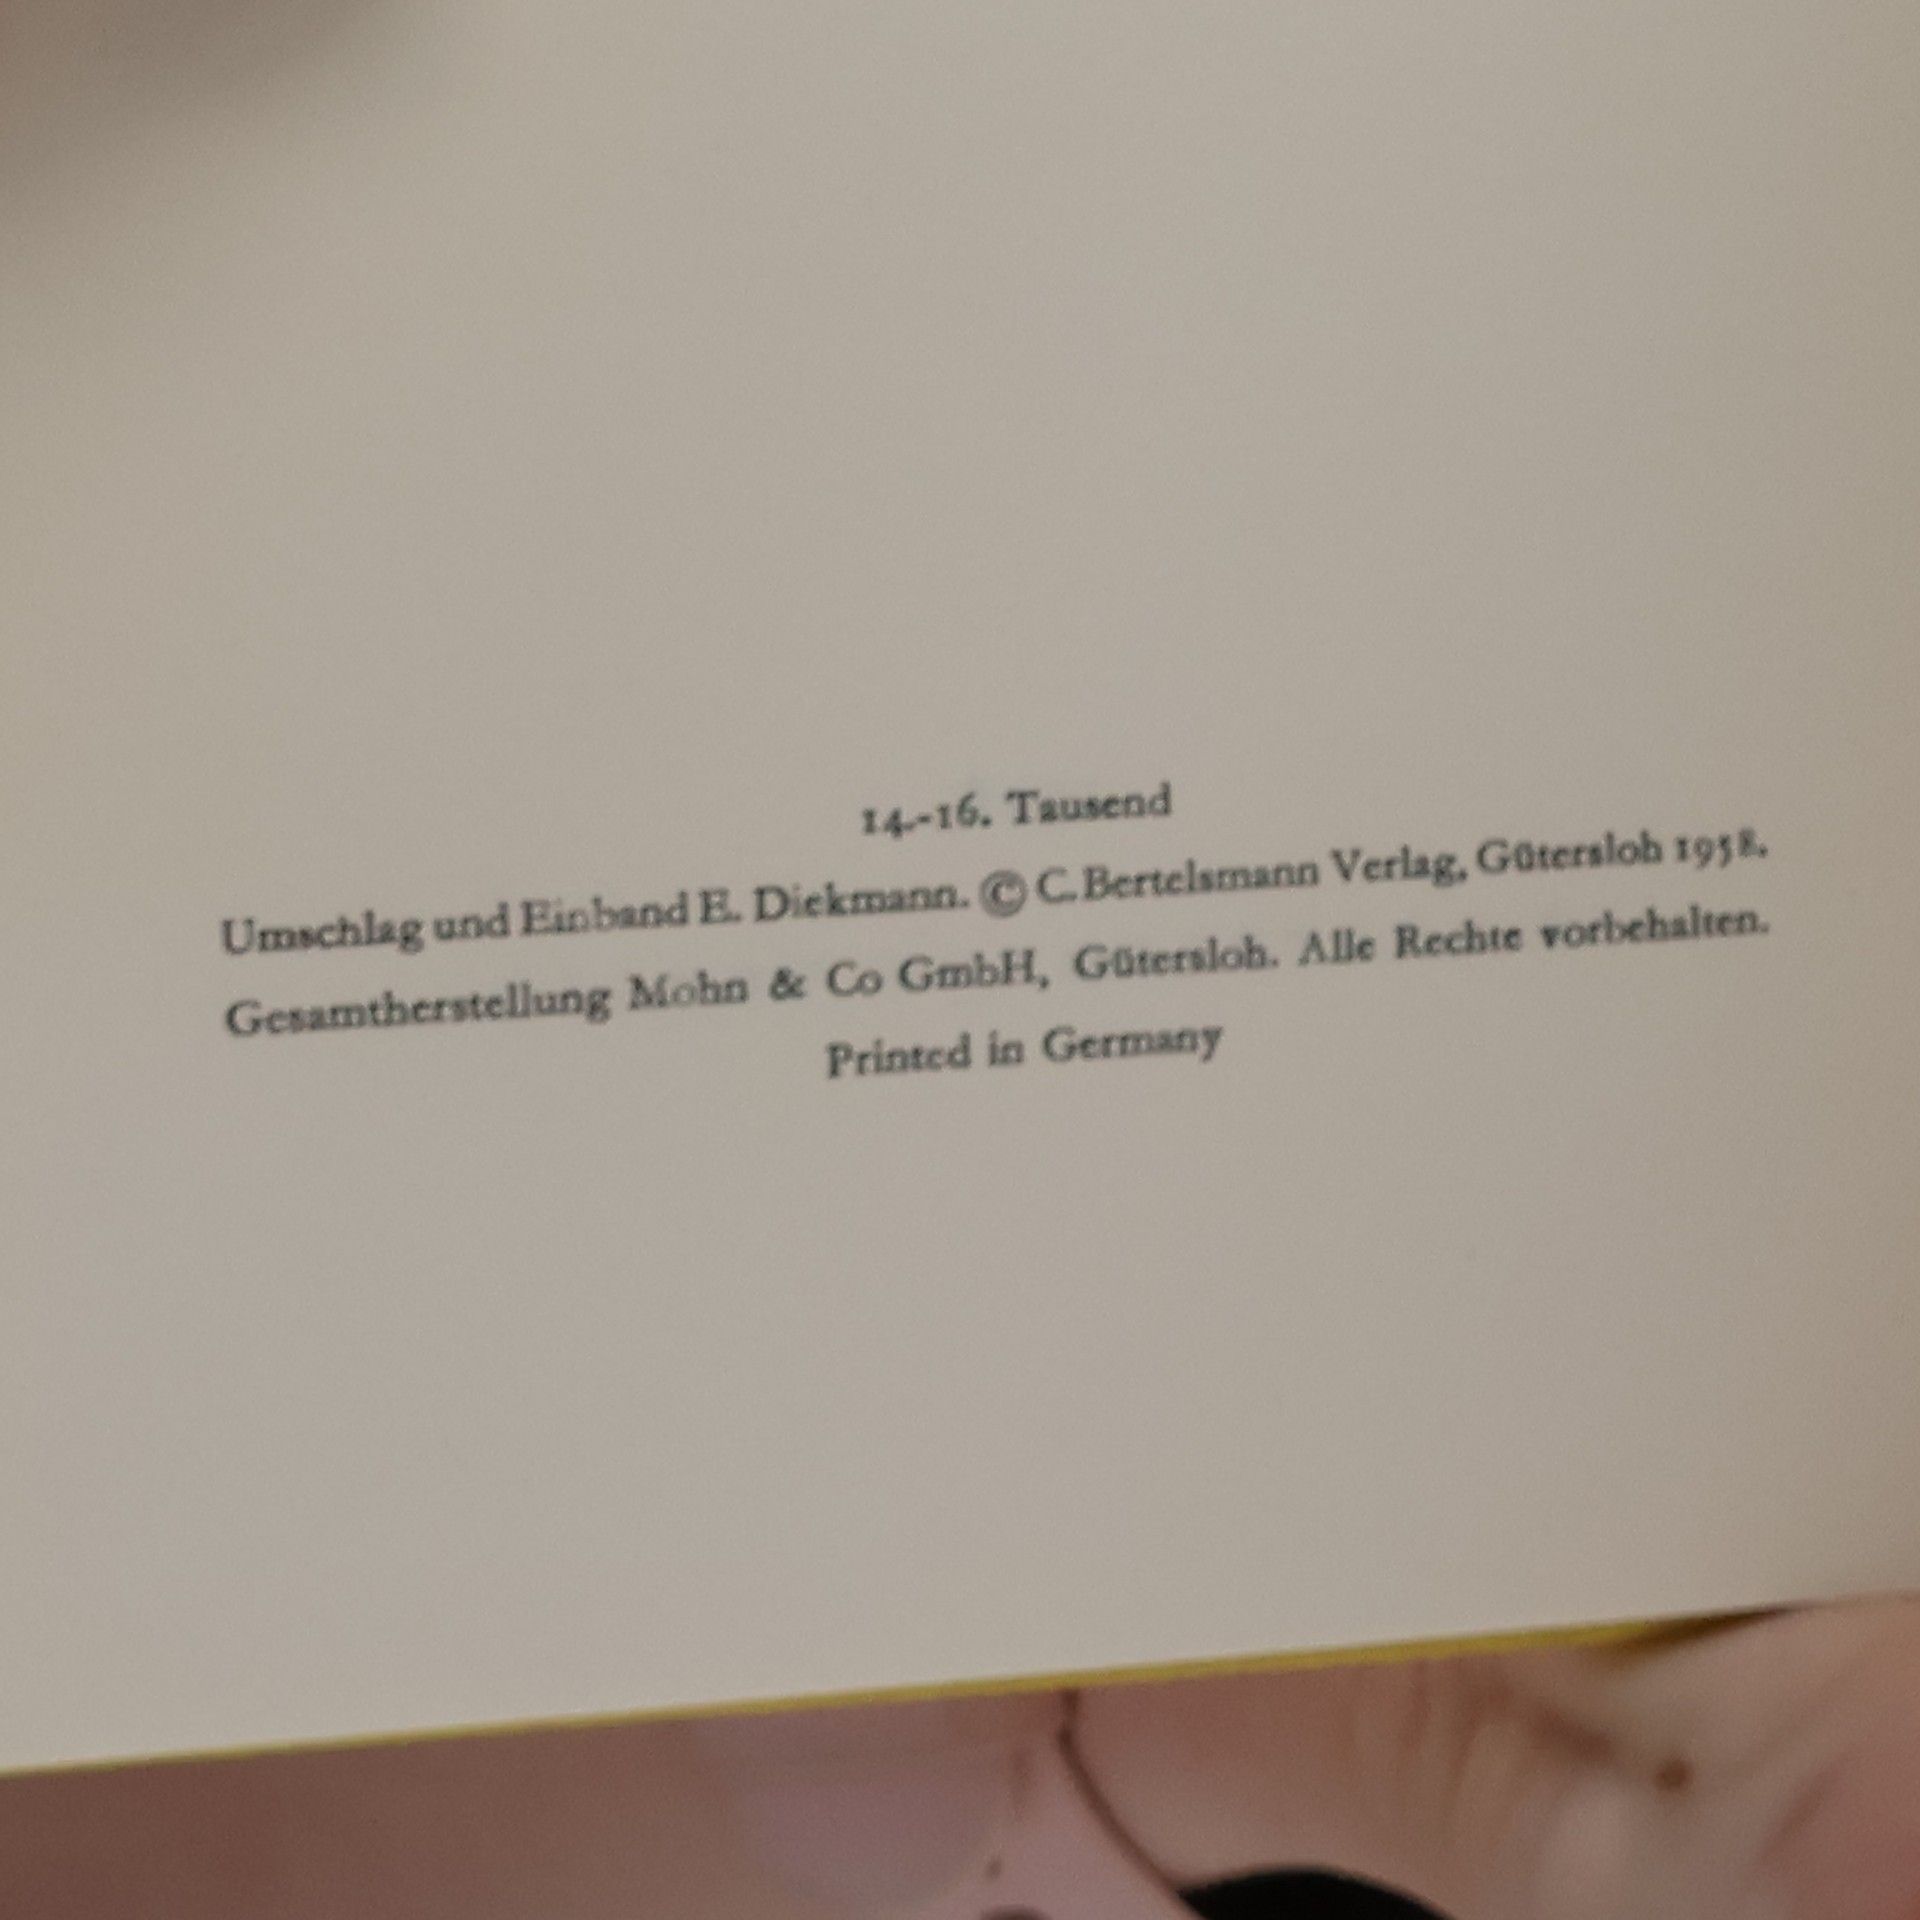 14.-16. Tausend
Umschlag und Einband E. Diekmann. © C. Bertelsmann Verlag, Gütersloh 1958.
Gesamtherstellung Mohn & Co GmbH, Gütersloh. Alle Rechte vorbehalten.
Printed in Germany